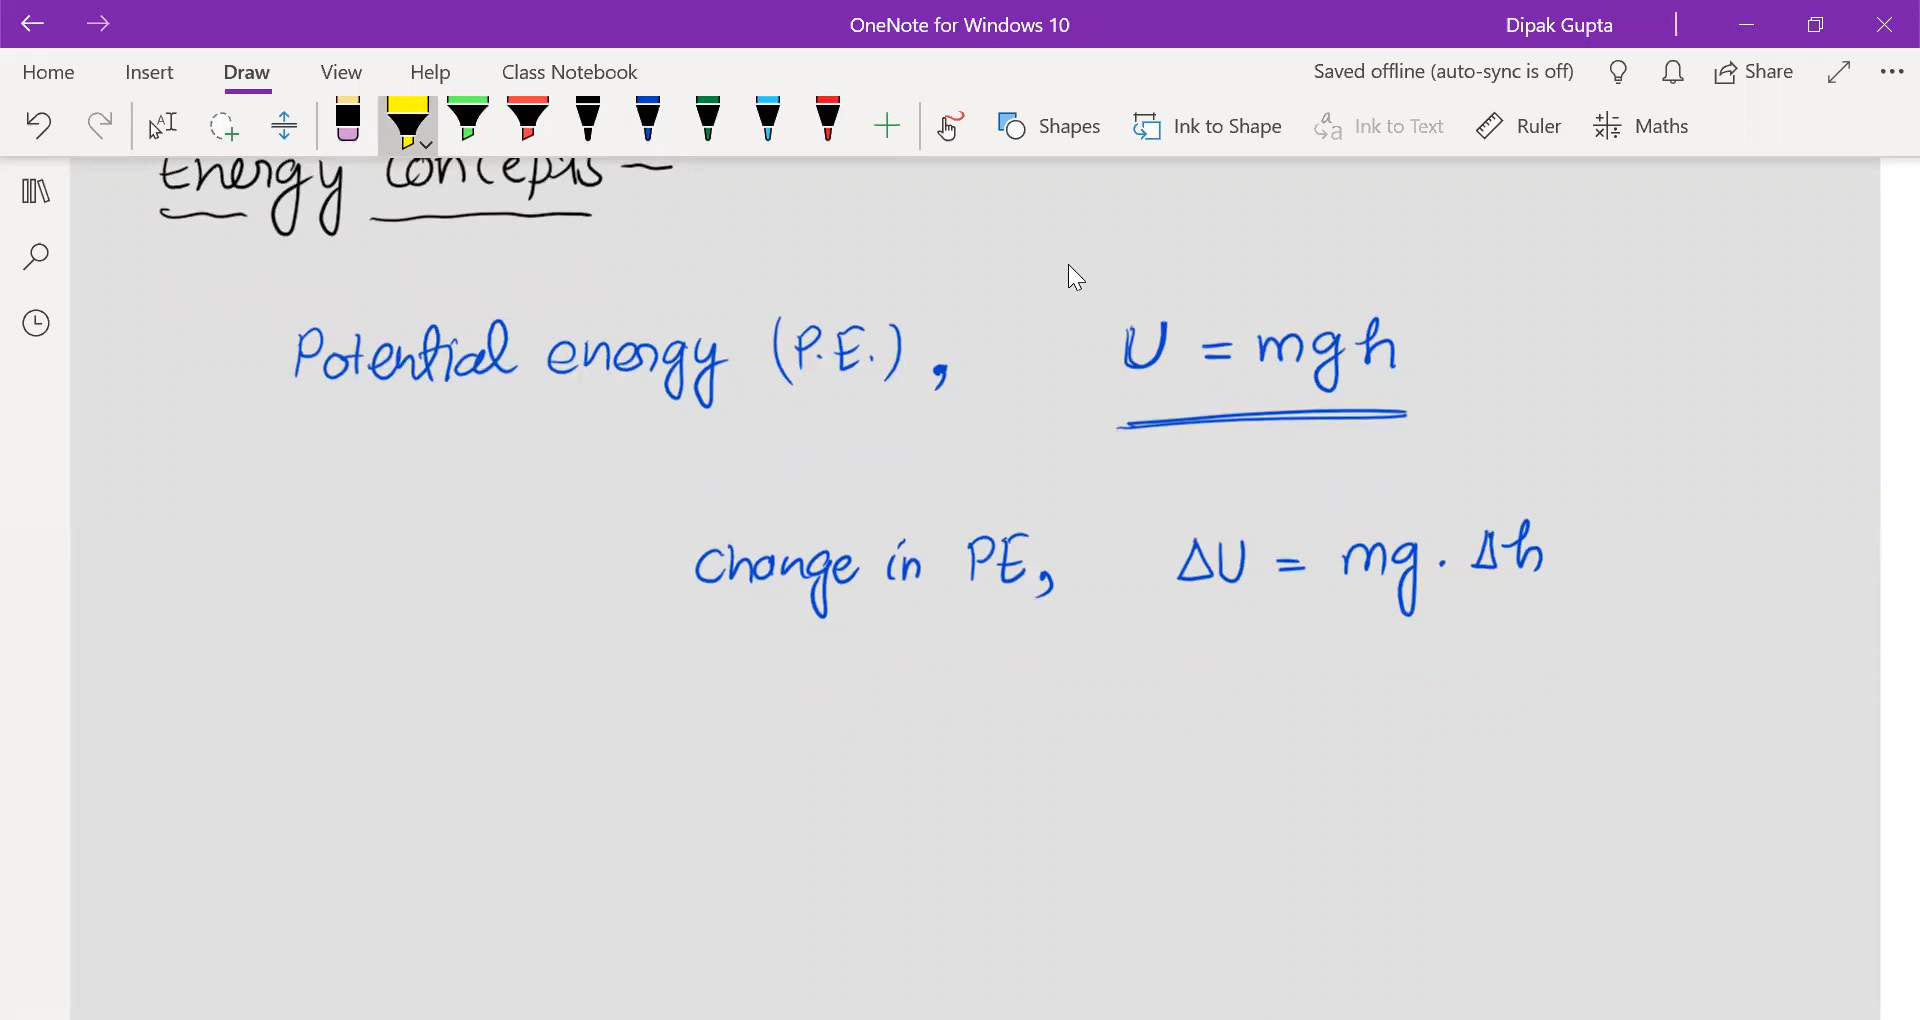 OneNote for Windows 10
Dipak Gupta
Home Insert Draw View Help Class Notebook
Saved offline (auto-sync is off) Share
Shapes Ink to Shape Ink to Text Ruler Maths
Energy Concepts –
Potential energy (P.E.), U = mgh
Change in PE, ΔU = mg · Δh